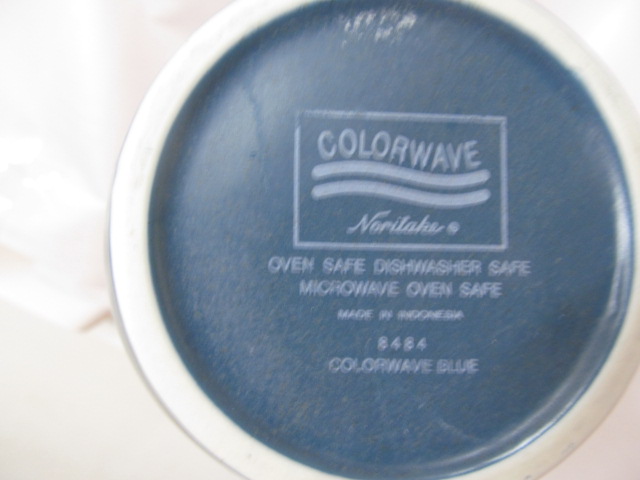 COLORWAVE
Noritake ®
OVEN SAFE DISHWASHER SAFE
MICROWAVE OVEN SAFE
MADE IN INDONESIA
8484
COLORWAVE BLUE